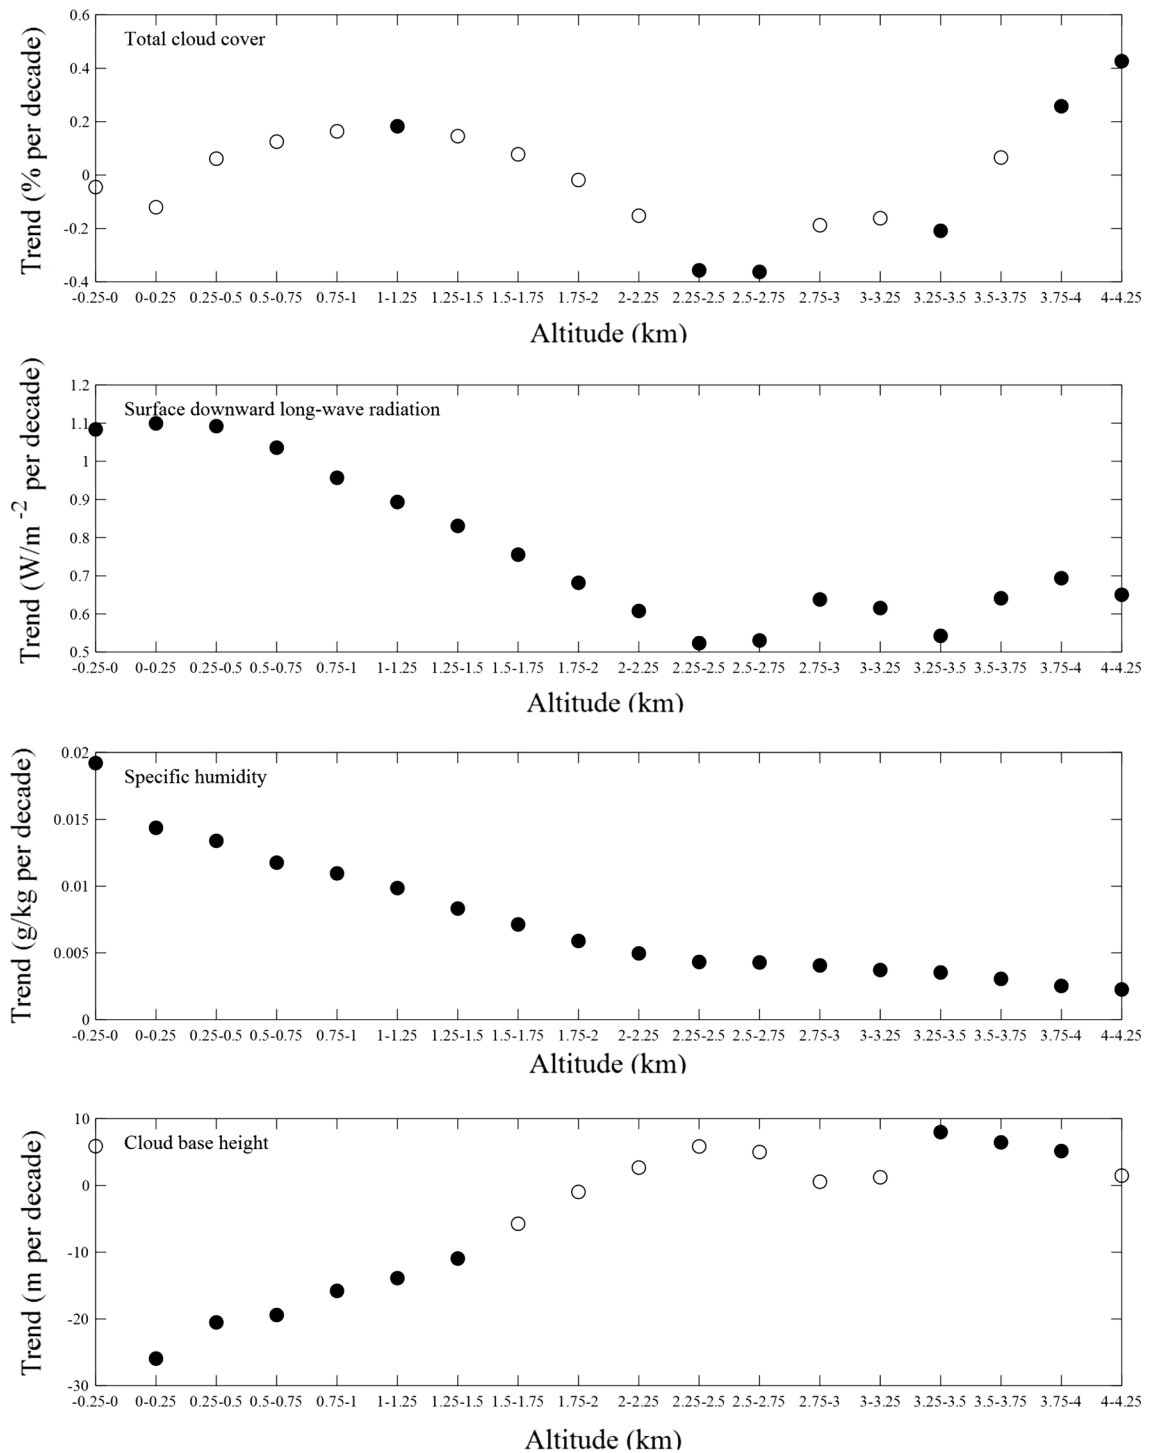 Total cloud cover
Trend (% per decade)
0.6
0.4
0.2
0
-0.2
-0.4
-0.25-0 0-0.25 0.25-0.5 0.5-0.75 0.75-1 1-1.25 1.25-1.5 1.5-1.75 1.75-2 2-2.25 2.25-2.5 2.5-2.75 2.75-3 3-3.25 3.25-3.5 3.5-3.75 3.75-4 4-4.25
Altitude (km)
Surface downward long-wave radiation
Trend (W/m⁻² per decade)
1.2
1.1
1
0.9
0.8
0.7
0.6
0.5
-0.25-0 0-0.25 0.25-0.5 0.5-0.75 0.75-1 1-1.25 1.25-1.5 1.5-1.75 1.75-2 2-2.25 2.25-2.5 2.5-2.75 2.75-3 3-3.25 3.25-3.5 3.5-3.75 3.75-4 4-4.25
Altitude (km)
Specific humidity
Trend (g/kg per decade)
0.02
0.015
0.01
0.005
0
-0.25-0 0-0.25 0.25-0.5 0.5-0.75 0.75-1 1-1.25 1.25-1.5 1.5-1.75 1.75-2 2-2.25 2.25-2.5 2.5-2.75 2.75-3 3-3.25 3.25-3.5 3.5-3.75 3.75-4 4-4.25
Altitude (km)
Cloud base height
Trend (m per decade)
10
0
-10
-20
-30
-0.25-0 0-0.25 0.25-0.5 0.5-0.75 0.75-1 1-1.25 1.25-1.5 1.5-1.75 1.75-2 2-2.25 2.25-2.5 2.5-2.75 2.75-3 3-3.25 3.25-3.5 3.5-3.75 3.75-4 4-4.25
Altitude (km)